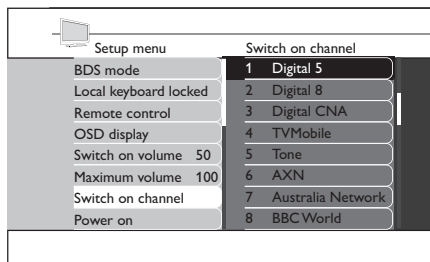 Setup menu
BDS mode
Local keyboard locked
Remote control
OSD display
Switch on volume 50
Maximum volume 100
Switch on channel
Power on
Switch on channel
1 Digital 5
2 Digital 8
3 Digital CNA
4 TVMobile
5 Tone
6 AXN
7 Australia Network
8 BBC World